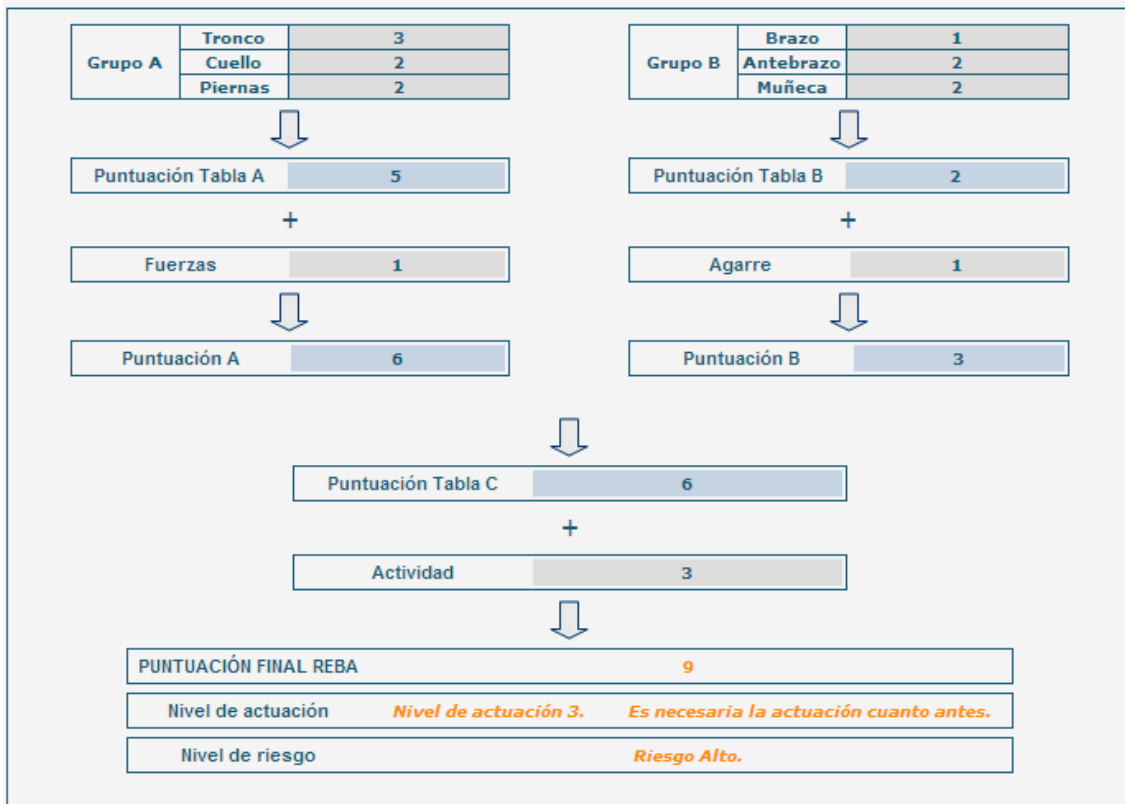 Grupo A
Tronco 3
Cuello 2
Piernas 2
Grupo B
Brazo 1
Antebrazo 2
Muñeca 2
Puntuación Tabla A 5
Puntuación Tabla B 2
+
+
Fuerzas 1
Agarre 1
Puntuación A 6
Puntuación B 3
Puntuación Tabla C 6
+
Actividad 3
PUNTUACIÓN FINAL REBA 9
Nivel de actuación Nivel de actuación 3. Es necesaria la actuación cuanto antes.
Nivel de riesgo Riesgo Alto.